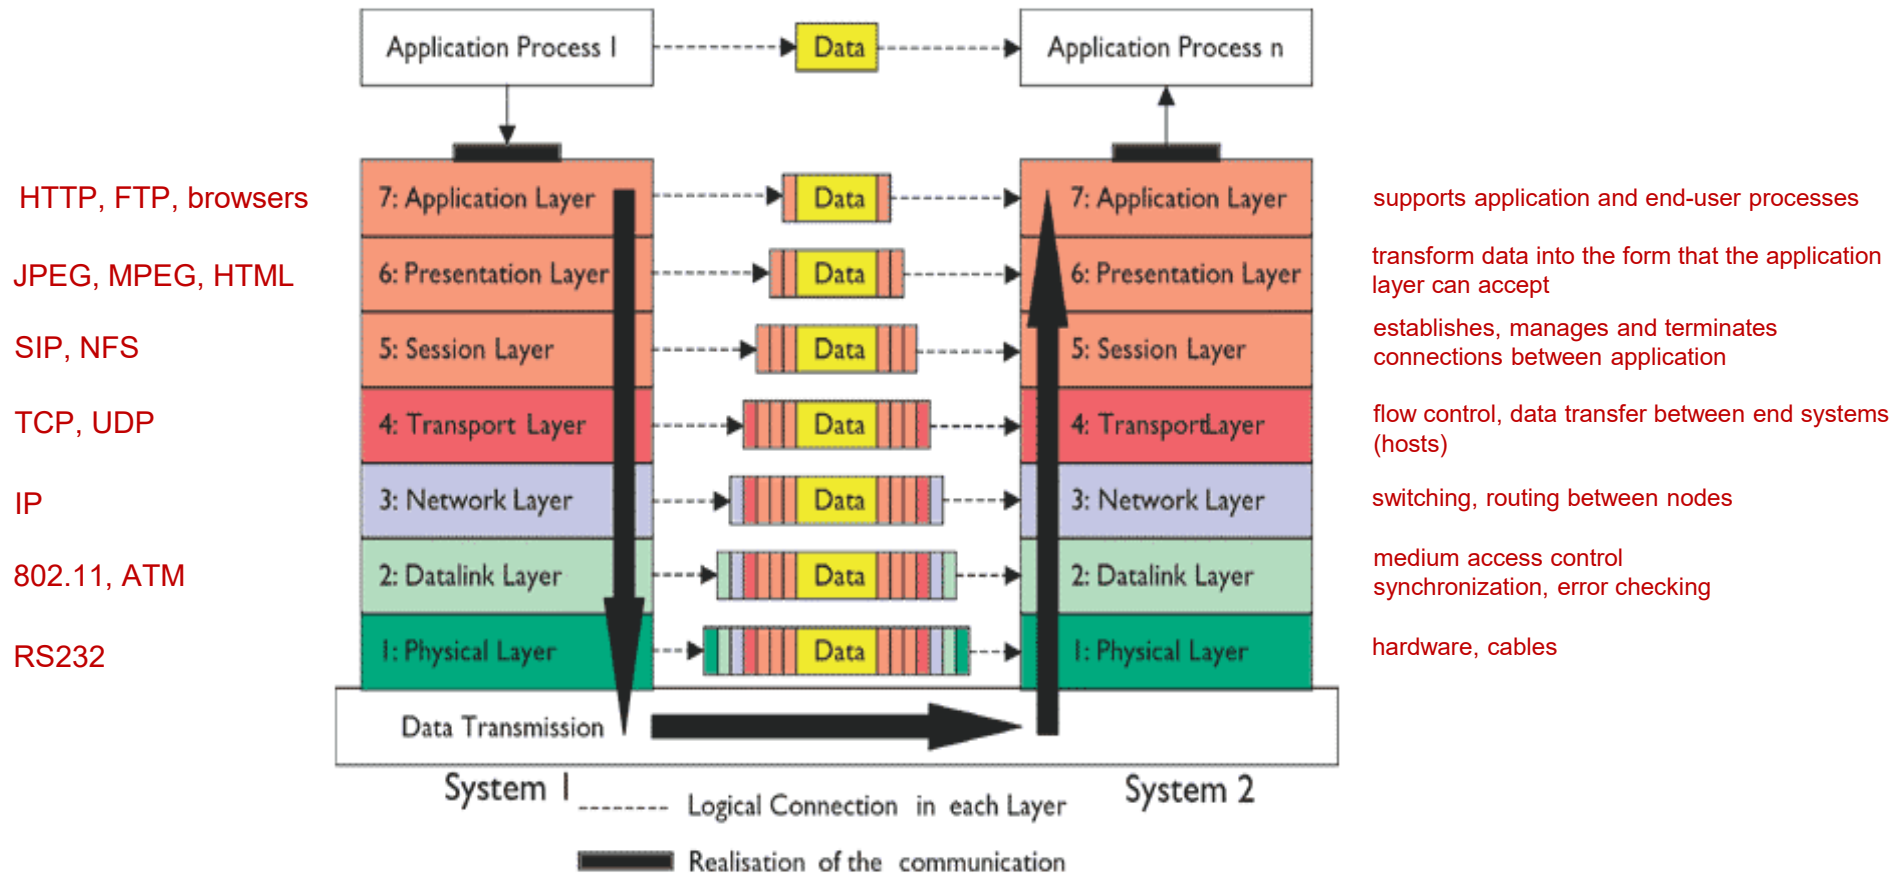 Application Process 1
Data
Application Process n
HTTP, FTP, browsers
7: Application Layer
Data
7: Application Layer
supports application and end-user processes
JPEG, MPEG, HTML
6: Presentation Layer
Data
6: Presentation Layer
transform data into the form that the application
layer can accept
SIP, NFS
5: Session Layer
Data
5: Session Layer
establishes, manages and terminates
connections between application
TCP, UDP
4: Transport Layer
Data
4: TransportLayer
flow control, data transfer between end systems
(hosts)
IP
3: Network Layer
Data
3: Network Layer
switching, routing between nodes
802.11, ATM
2: Datalink Layer
Data
2: Datalink Layer
medium access control
synchronization, error checking
RS232
1: Physical Layer
Data
1: Physical Layer
hardware, cables
Data Transmission
System 1
System 2
Logical Connection in each Layer
Realisation of the communication